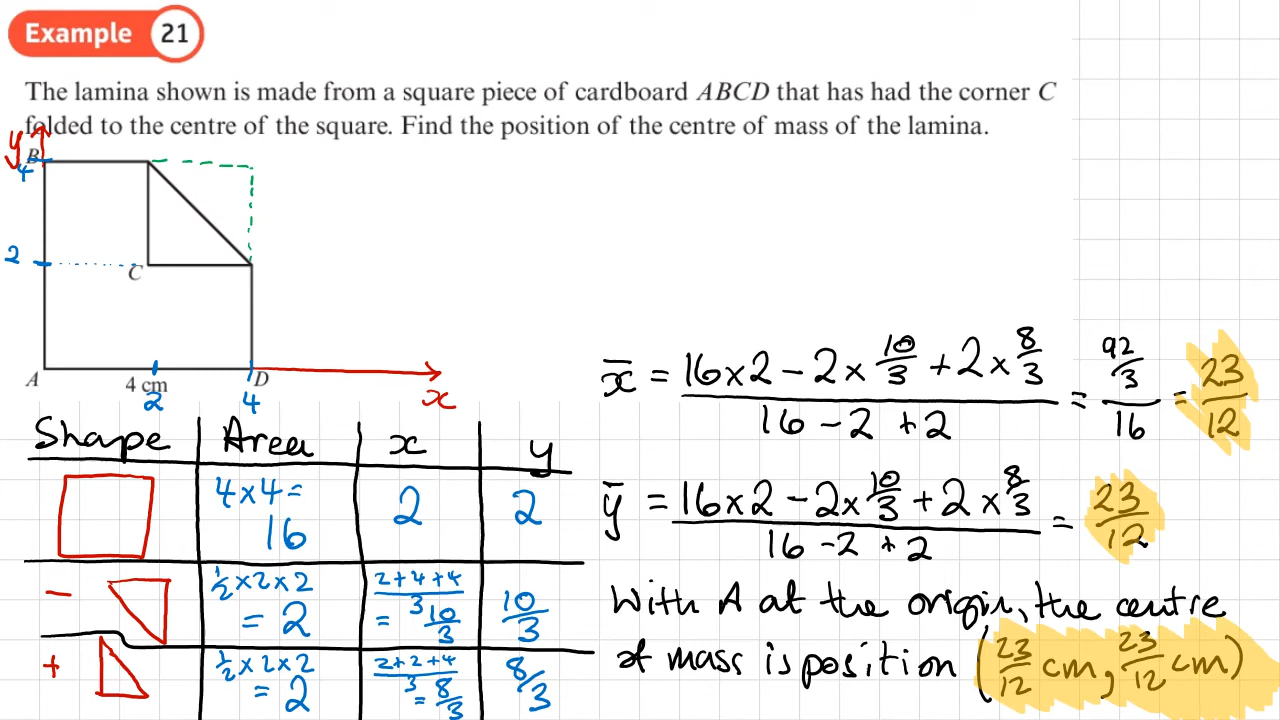 Example 21
The lamina shown is made from a square piece of cardboard ABCD that has had the corner C
folded to the centre of the square. Find the position of the centre of mass of the lamina.
y
B
4
2
C
A
4 cm
D
2
4
x
Shape Area x y
4×4=
16
2
2
x̄ = (16×2 − 2×10/3 + 2×8/3)/(16 − 2 + 2) = (92/3)/16 = 23/12
− ½×2×2
= 2
(2+4+4)/3
= 10/3
10/3
ȳ = (16×2 − 2×10/3 + 2×8/3)/(16 − 2 + 2) = 23/12
+ ½×2×2
= 2
(2+2+4)/3
= 8/3
8/3
With A at the origin, the centre
of mass is position (23/12 cm, 23/12 cm)